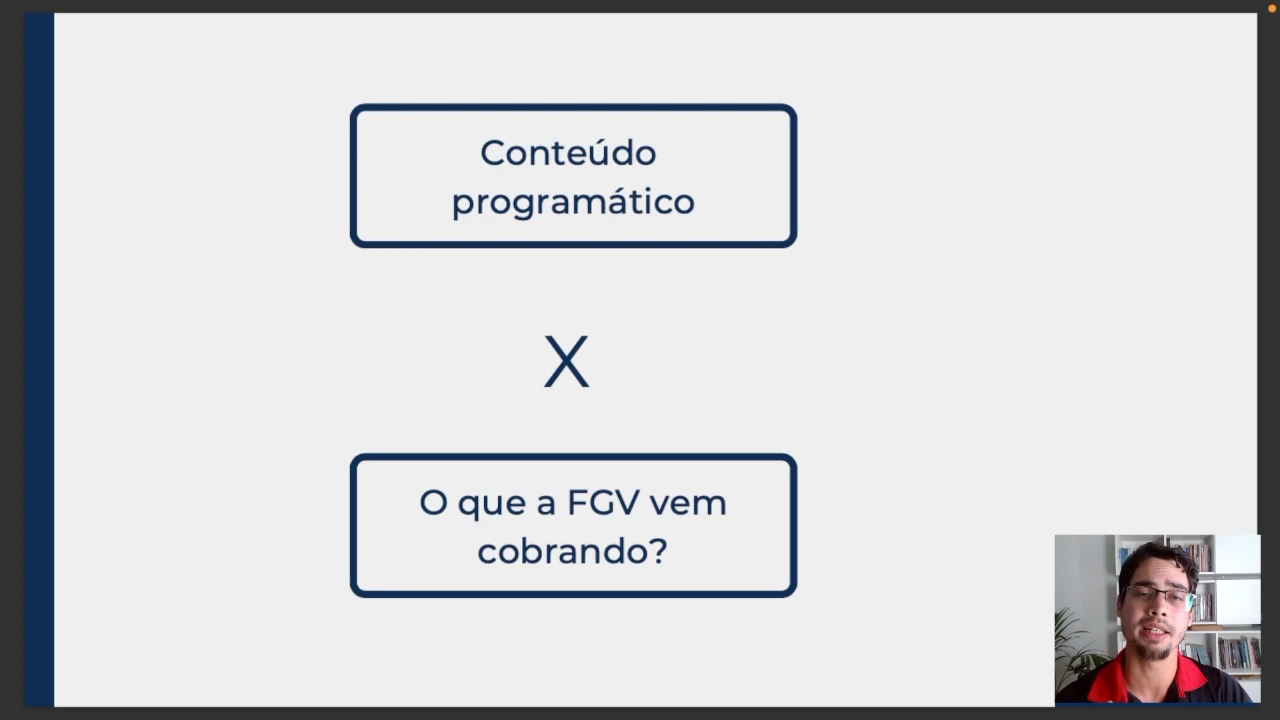 Conteúdo
programático
X
O que a FGV vem
cobrando?